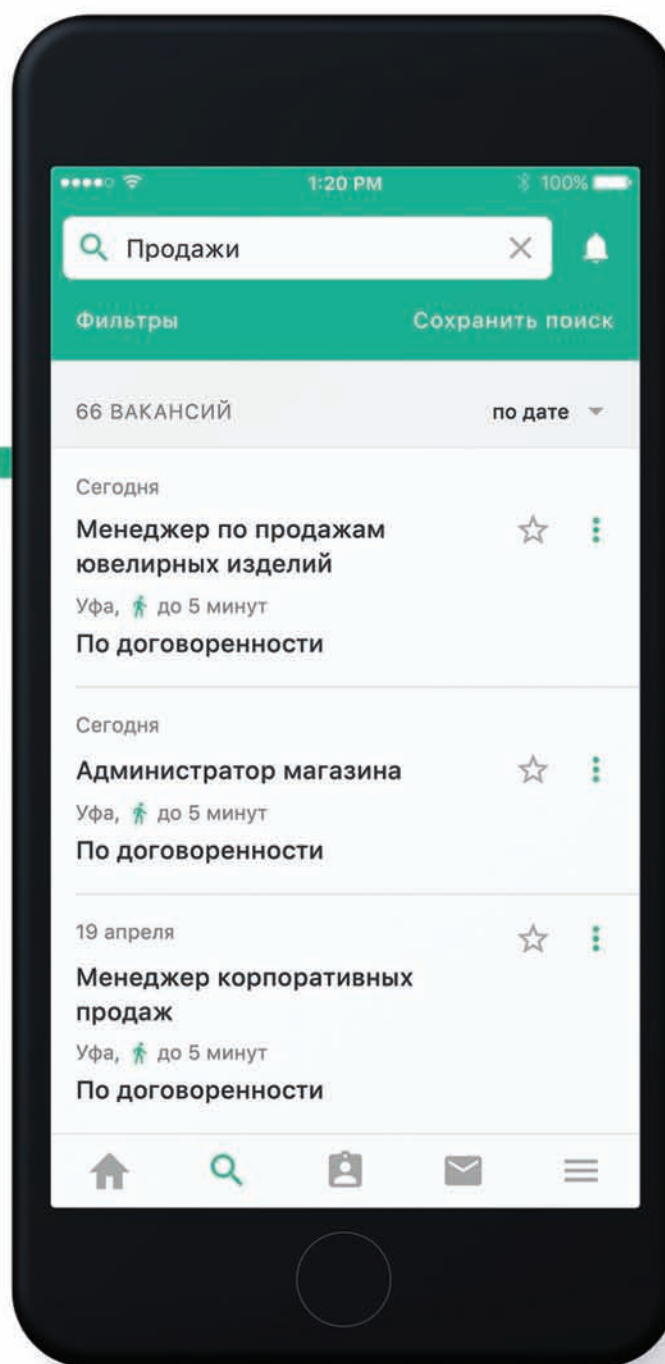 1:20 PM
100%
Продажи
Фильтры
Сохранить поиск
66 ВАКАНСИЙ
по дате
Сегодня
Менеджер по продажам
ювелирных изделий
Уфа, до 5 минут
По договоренности
Сегодня
Администратор магазина
Уфа, до 5 минут
По договоренности
19 апреля
Менеджер корпоративных
продаж
Уфа, до 5 минут
По договоренности